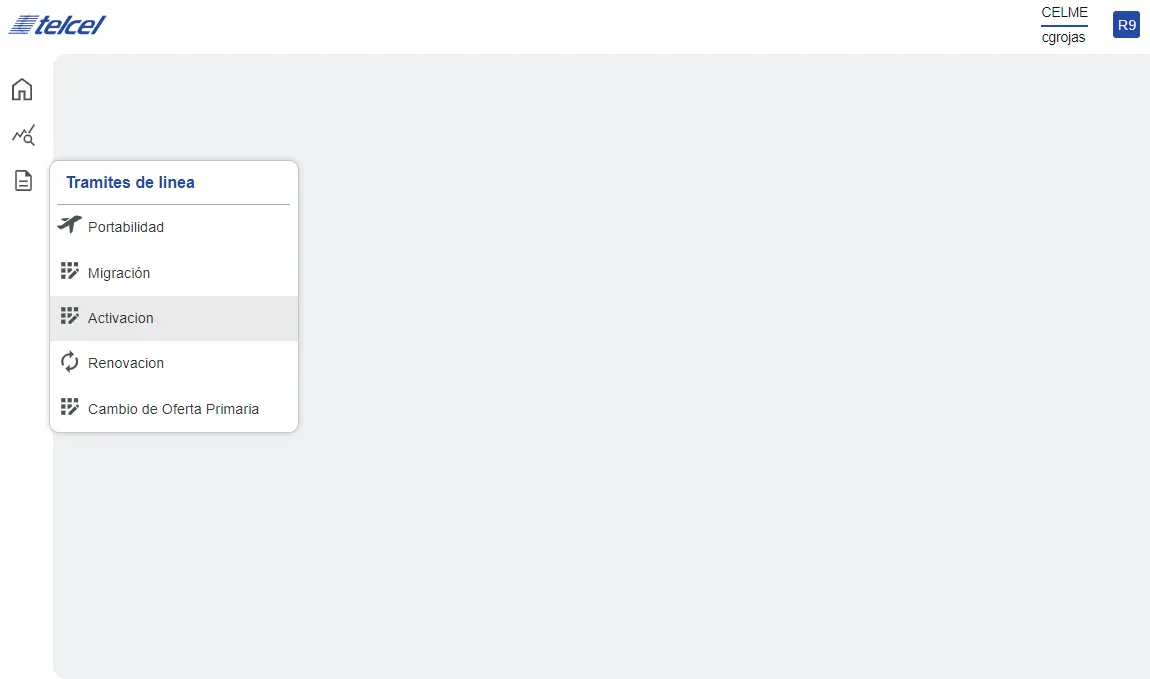 telcel
CELME
cgrojas
R9
Tramites de linea
Portabilidad
Migración
Activacion
Renovacion
Cambio de Oferta Primaria